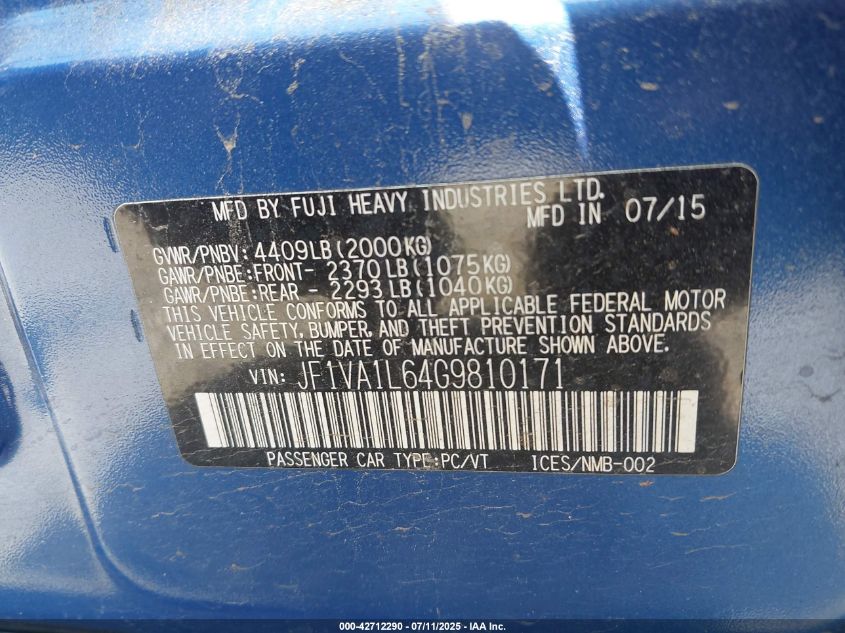 MFD BY FUJI HEAVY INDUSTRIES LTD.
MFD IN 07/15
GVWR/PNBV: 4409LB(2000KG)
GAWR/PNBE:FRONT- 2370LB(1075KG)
GAWR/PNBE:REAR - 2293LB(1040KG)
THIS VEHICLE CONFORMS TO ALL APPLICABLE FEDERAL MOTOR
VEHICLE SAFETY, BUMPER, AND THEFT PREVENTION STANDARDS
IN EFFECT ON THE DATE OF MANUFACTURE SHOWN ABOVE.
VIN: JF1VA1L64G9810171
PASSENGER CAR TYPE:PC/VT ICES/NMB-002
000-42712290 - 07/11/2025 - IAA Inc.